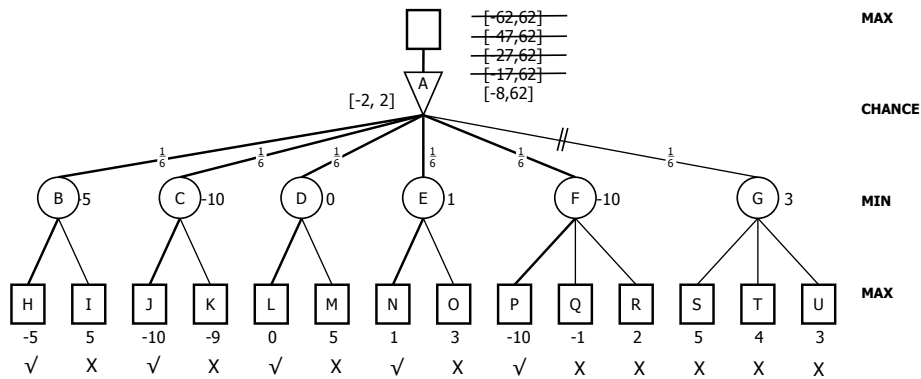 [-62,62] MAX
[-47,62]
[-27,62]
A [-17,62]
[-2, 2] [-8,62]
CHANCE
1/6 1/6 1/6 1/6 1/6 1/6
B -5 C -10 D 0 E 1 F -10 G 3 MIN
H I J K L M N O P Q R S T U MAX
-5 5 -10 -9 0 5 1 3 -10 -1 2 5 4 3
√ X √ X √ X √ X √ X X X X X